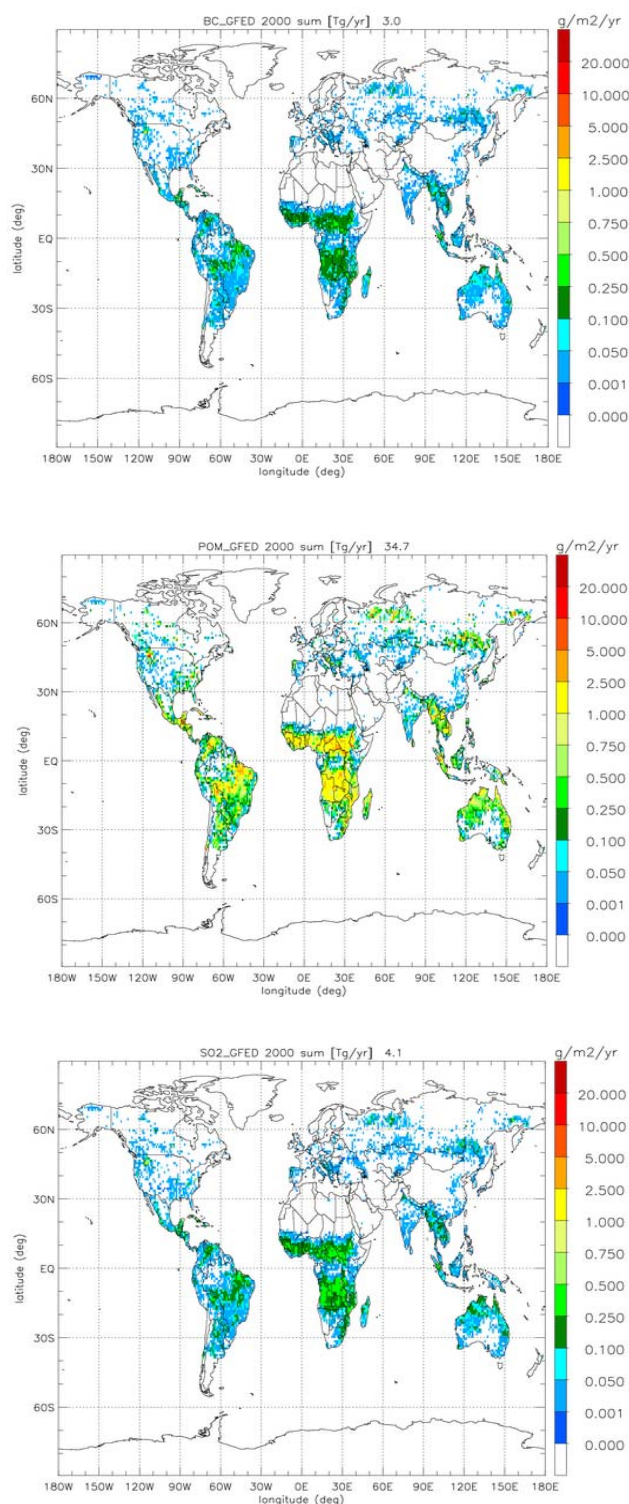 BC_GFED 2000 sum [Tg/yr] 3.0
g/m2/yr
20.000
10.000
5.000
2.500
1.000
0.750
0.500
0.250
0.100
0.050
0.001
0.000
latitude (deg)
60N
30N
EQ
30S
60S
180W 150W 120W 90W 60W 30W 0E 30E 60E 90E 120E 150E 180E
longitude (deg)
POM_GFED 2000 sum [Tg/yr] 34.7
g/m2/yr
20.000
10.000
5.000
2.500
1.000
0.750
0.500
0.250
0.100
0.050
0.001
0.000
latitude (deg)
60N
30N
EQ
30S
60S
180W 150W 120W 90W 60W 30W 0E 30E 60E 90E 120E 150E 180E
longitude (deg)
SO2_GFED 2000 sum [Tg/yr] 4.1
g/m2/yr
20.000
10.000
5.000
2.500
1.000
0.750
0.500
0.250
0.100
0.050
0.001
0.000
latitude (deg)
60N
30N
EQ
30S
60S
180W 150W 120W 90W 60W 30W 0E 30E 60E 90E 120E 150E 180E
longitude (deg)